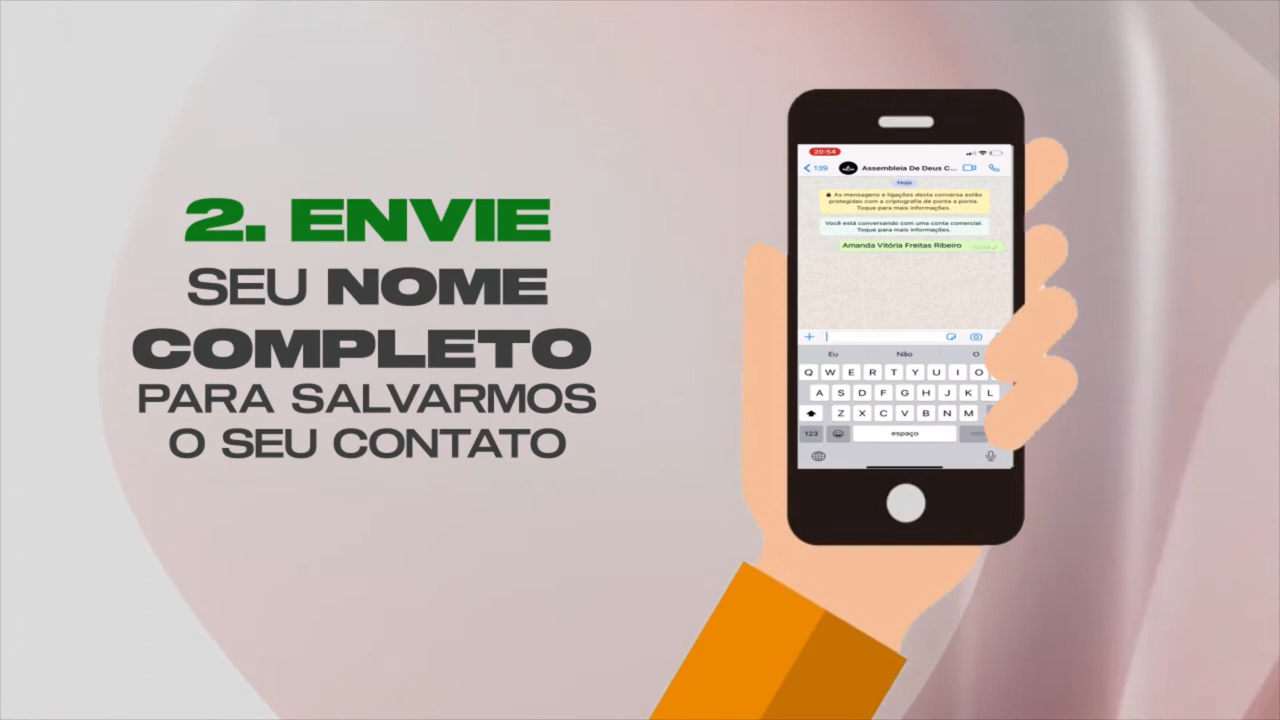 2. ENVIE
SEU NOME
COMPLETO
PARA SALVARMOS
O SEU CONTATO
20:54
139 Assembleia De Deus C...
Hoje
As mensagens e ligações desta conversa estão
protegidas com a criptografia de ponta a ponta.
Toque para mais informações.
Você está conversando com uma conta comercial.
Toque para mais informações.
Amanda Vitória Freitas Ribeiro
Eu Não O
Q W E R T Y U I O
A S D F G H J K L
Z X C V B N M
123 espaço